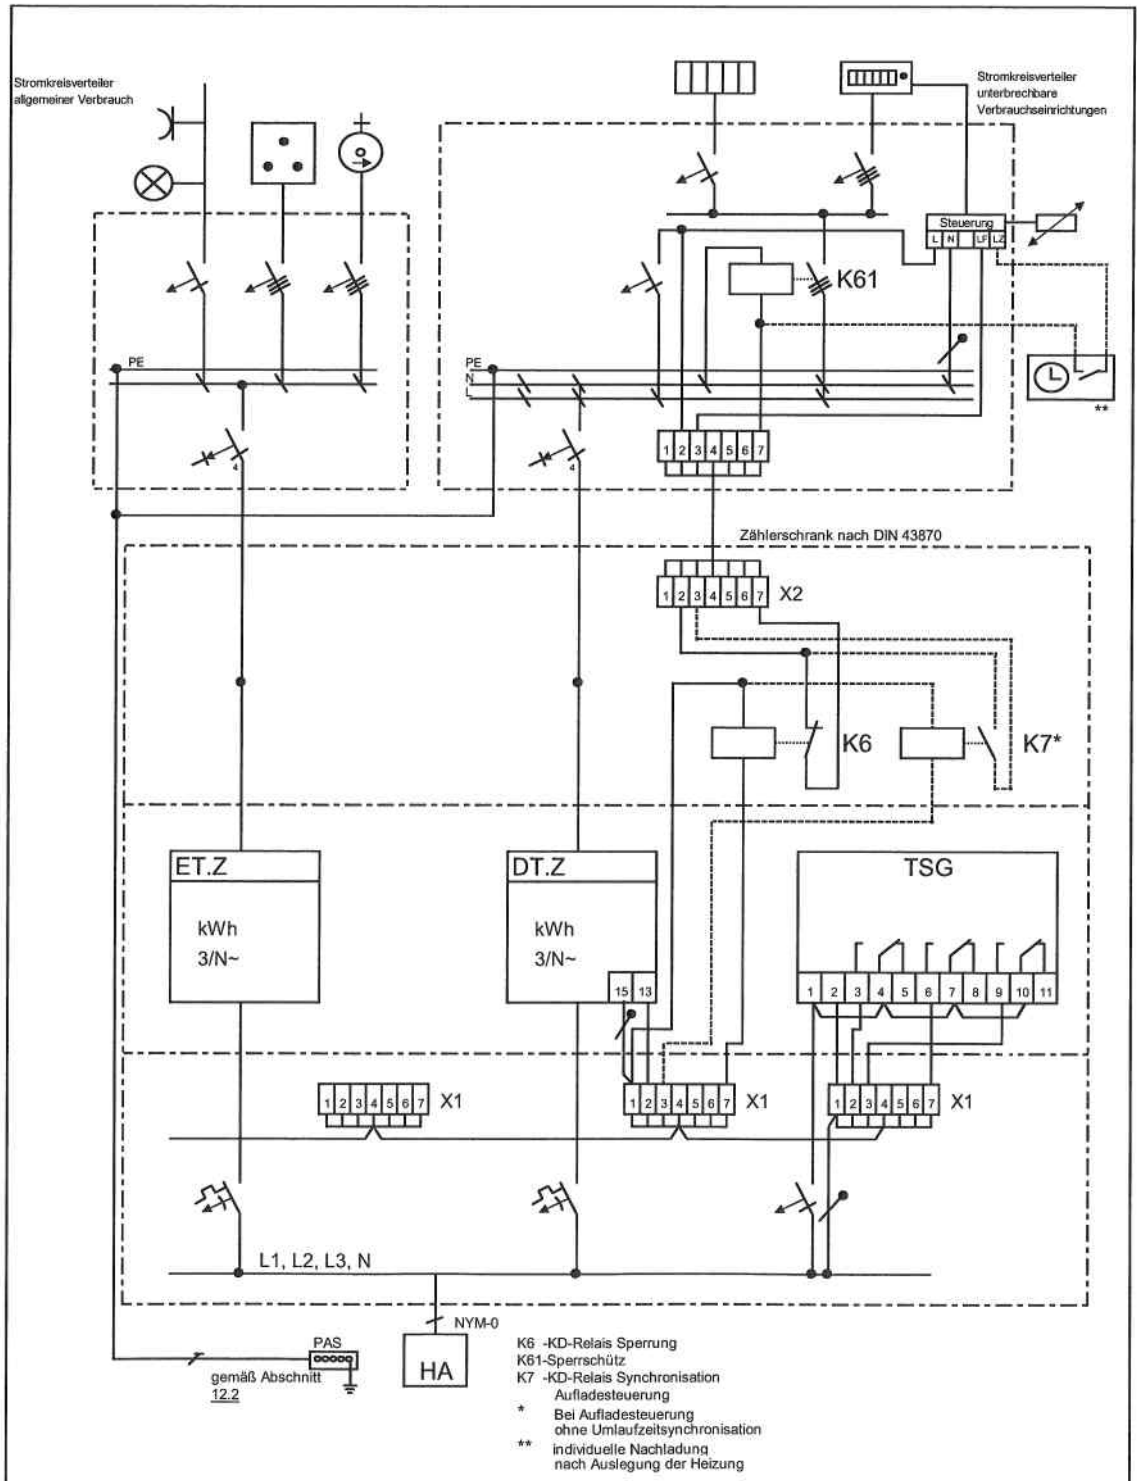 Stromkreisverteiler
allgemeiner Verbrauch
Stromkreisverteiler
unterbrechbare
Verbrauchseinrichtungen
Steuerung
L N LF LZ
K61
PE
PE
N
L
**
1 2 3 4 5 6 7
4
4
Zählerschrank nach DIN 43870
1 2 3 4 5 6 7 X2
K6
K7*
ET.Z
kWh
3/N~
DT.Z
kWh
3/N~
15 13
TSG
1 2 3 4 5 6 7 8 9 10 11
1 2 3 4 5 6 7 X1
1 2 3 4 5 6 7 X1
1 2 3 4 5 6 7 X1
L1, L2, L3, N
NYM-0
HA
PAS
gemäß Abschnitt
12.2
K6 -KD-Relais Sperrung
K61-Sperrschütz
K7 -KD-Relais Synchronisation
Aufladesteuerung
* Bei Aufladesteuerung
ohne Umlaufzeitsynchronisation
** individuelle Nachladung
nach Auslegung der Heizung